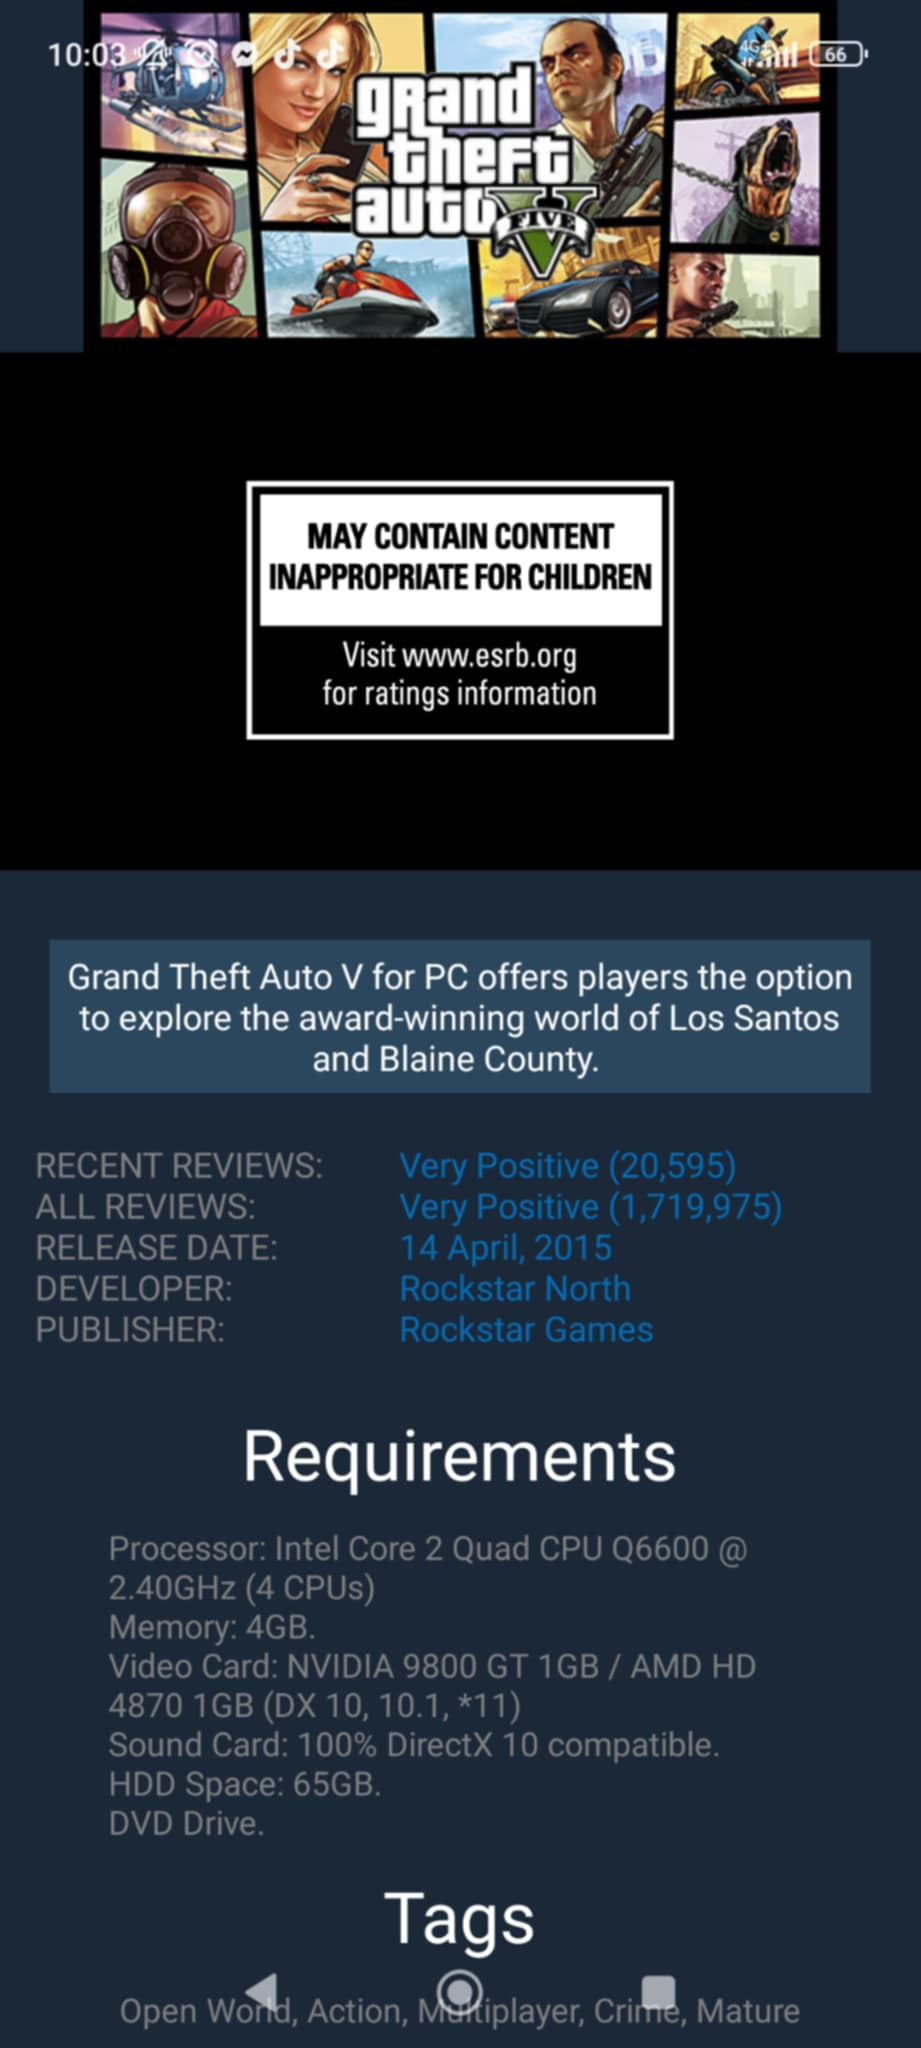 10:03
4G+
66
grand
theft
auto
FIVE
MAY CONTAIN CONTENT
INAPPROPRIATE FOR CHILDREN
Visit www.esrb.org
for ratings information
Grand Theft Auto V for PC offers players the option
to explore the award-winning world of Los Santos
and Blaine County.
RECENT REVIEWS: Very Positive (20,595)
ALL REVIEWS: Very Positive (1,719,975)
RELEASE DATE: 14 April, 2015
DEVELOPER: Rockstar North
PUBLISHER: Rockstar Games
Requirements
Processor: Intel Core 2 Quad CPU Q6600 @
2.40GHz (4 CPUs)
Memory: 4GB.
Video Card: NVIDIA 9800 GT 1GB / AMD HD
4870 1GB (DX 10, 10.1, *11)
Sound Card: 100% DirectX 10 compatible.
HDD Space: 65GB.
DVD Drive.
Tags
Open World, Action, Multiplayer, Crime, Mature